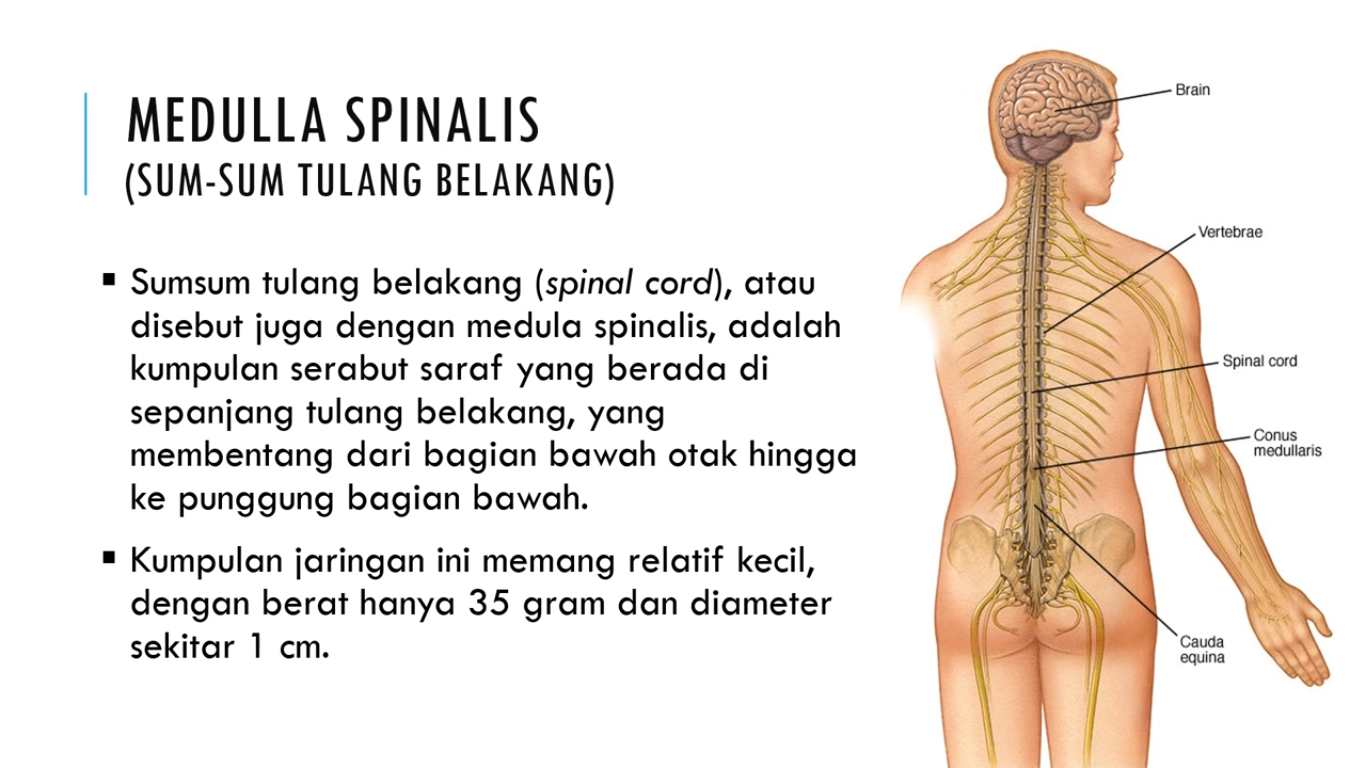 MEDULLA SPINALIS
(SUM-SUM TULANG BELAKANG)
▪ Sumsum tulang belakang (spinal cord), atau
disebut juga dengan medula spinalis, adalah
kumpulan serabut saraf yang berada di
sepanjang tulang belakang, yang
membentang dari bagian bawah otak hingga
ke punggung bagian bawah.
▪ Kumpulan jaringan ini memang relatif kecil,
dengan berat hanya 35 gram dan diameter
sekitar 1 cm.
Brain
Vertebrae
Spinal cord
Conus
medullaris
Cauda
equina